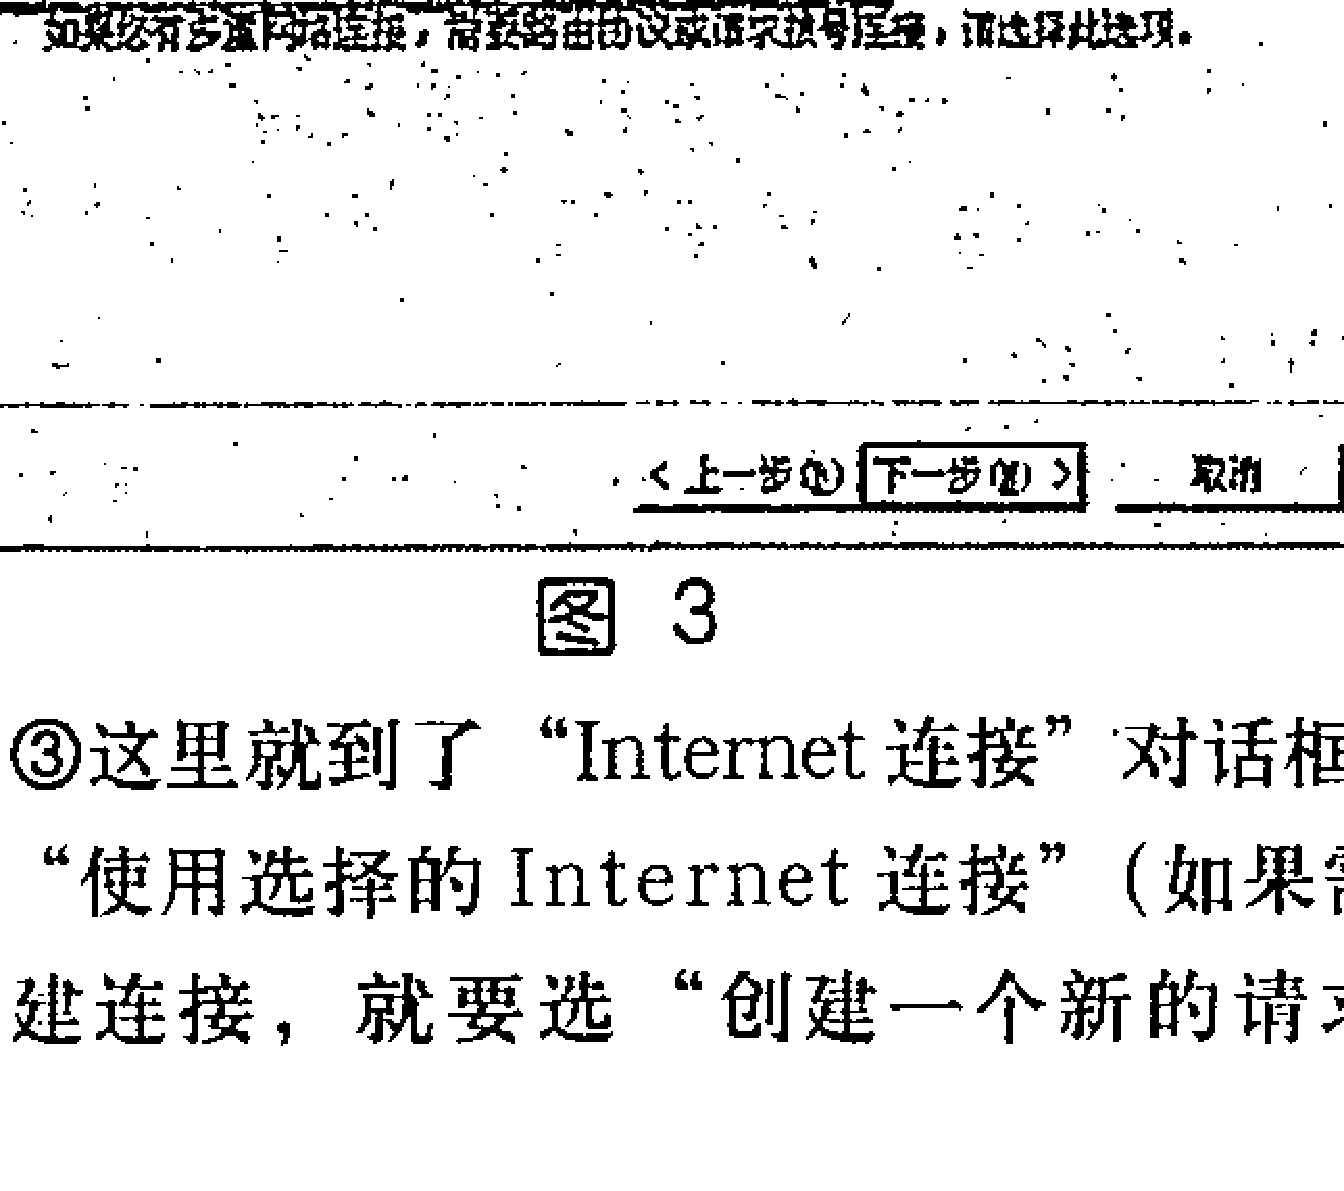 如果您有多重网络连接，需要路由协议或请求拨号连接，请选择此选项。
< 上一步(B) 下一步(N) > 取消
图 3
③这里就到了“Internet 连接”对话框
“使用选择的 Internet 连接”（如果需
建连接，就要选“创建一个新的请求